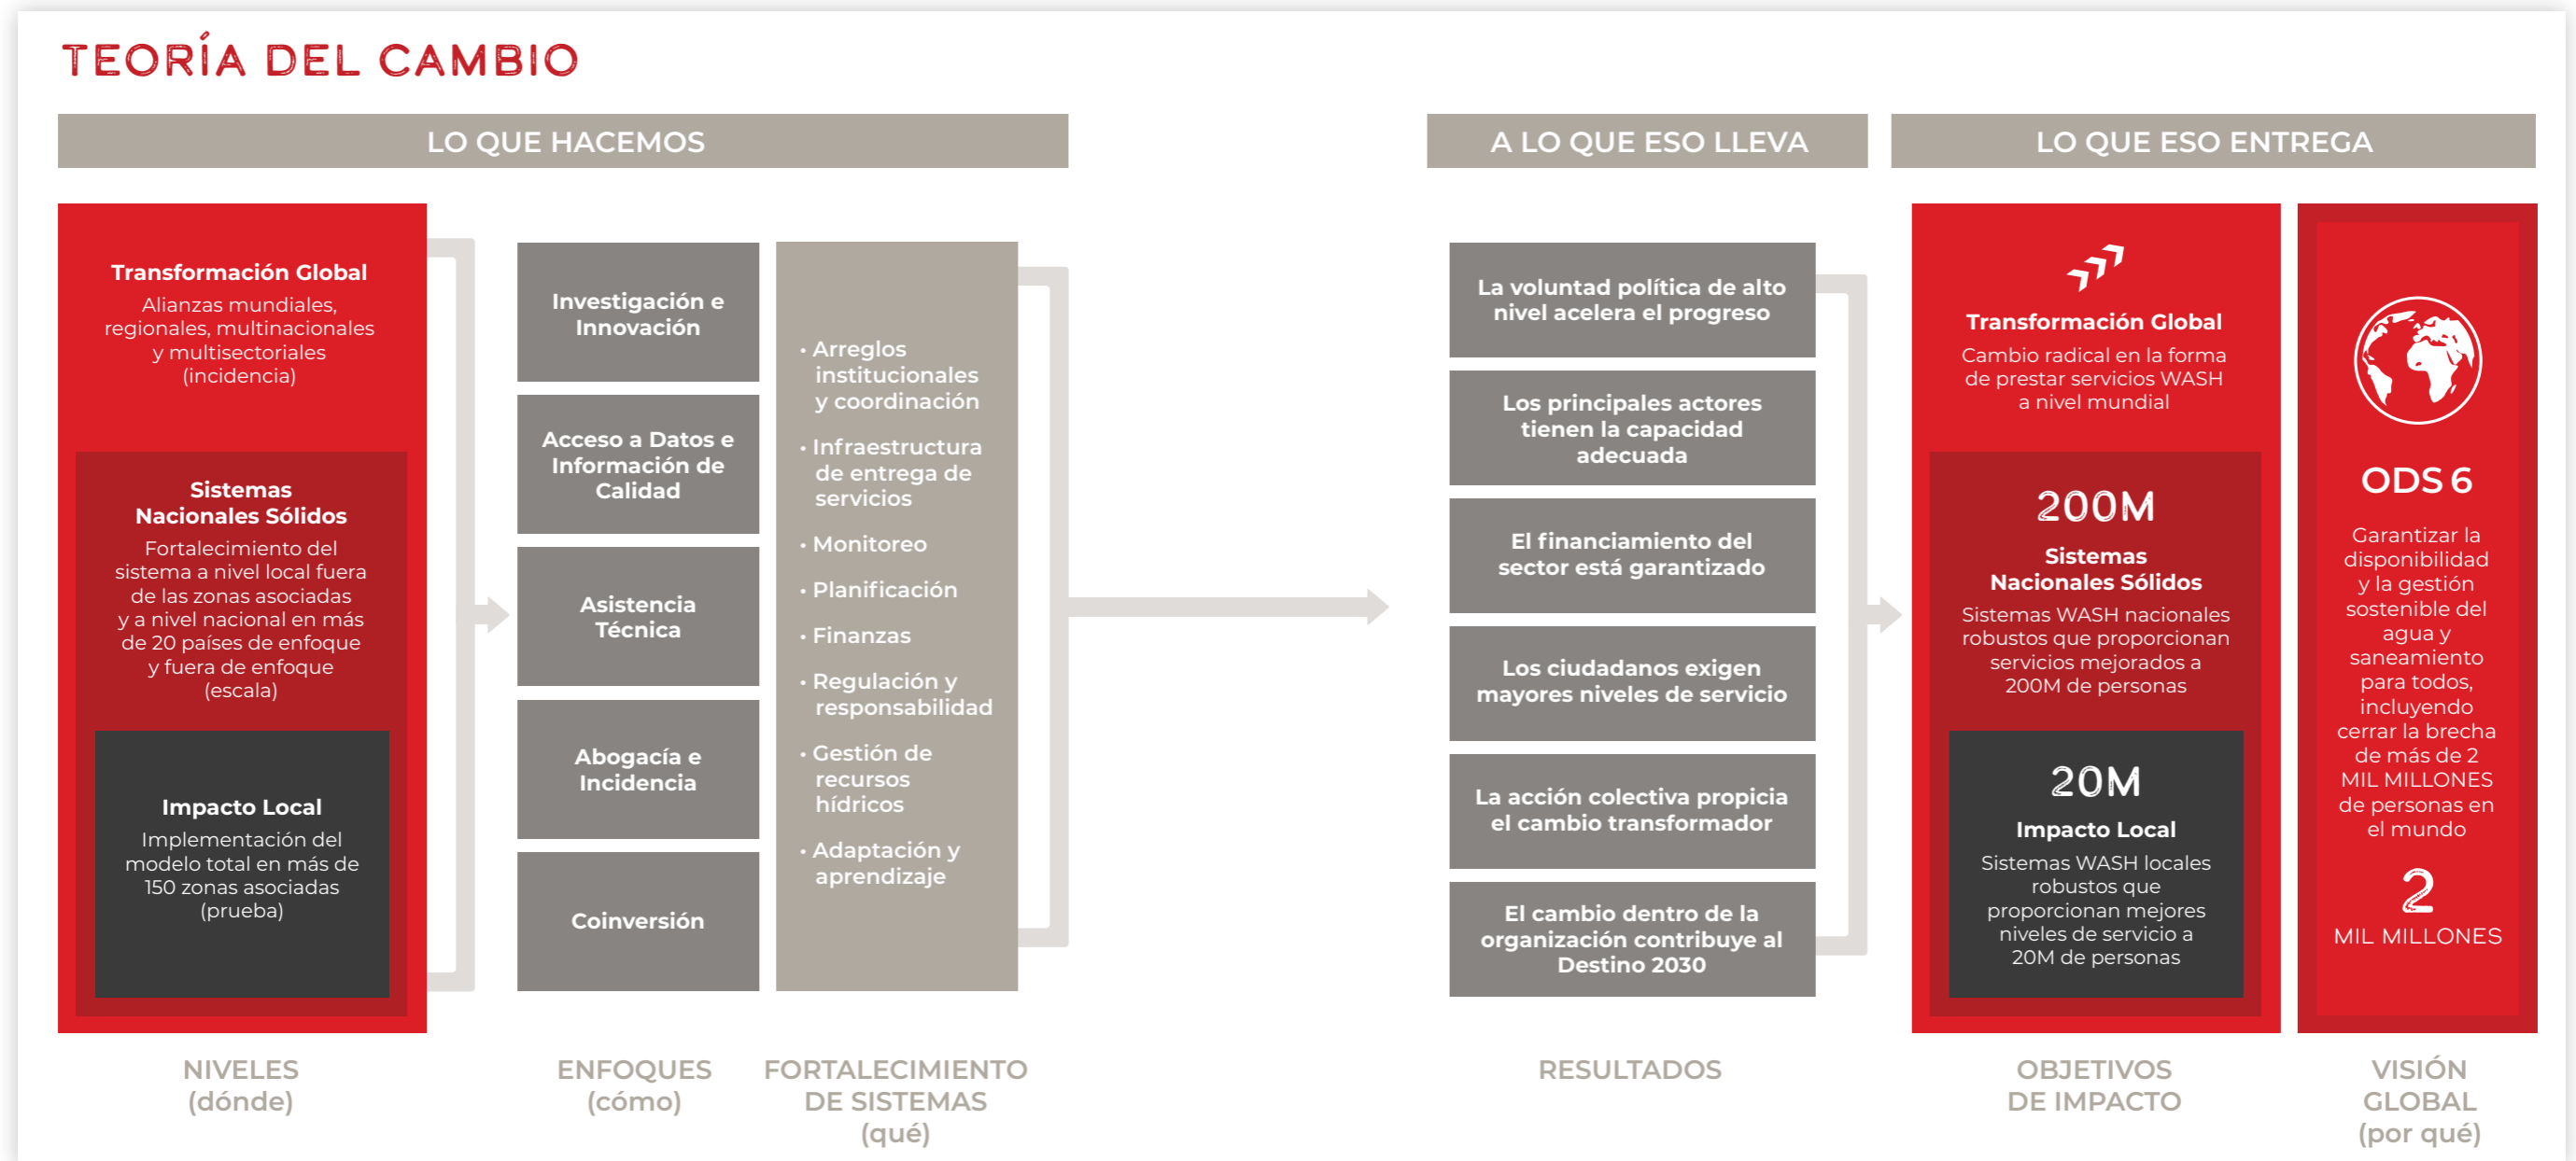 TEORÍA DEL CAMBIO
LO QUE HACEMOS
Transformación Global
Alianzas mundiales,
regionales, multinacionales
y multisectoriales
(incidencia)
Sistemas
Nacionales Sólidos
Fortalecimiento del
sistema a nivel local fuera
de las zonas asociadas
y a nivel nacional en más
de 20 países de enfoque
y fuera de enfoque
(escala)
Impacto Local
Implementación del
modelo total en más de
150 zonas asociadas
(prueba)
NIVELES
(dónde)
Investigación e
Innovación
Acceso a Datos e
Información de
Calidad
Asistencia
Técnica
Abogacía e
Incidencia
Coinversión
ENFOQUES
(cómo)
• Arreglos
institucionales
y coordinación
• Infraestructura
de entrega de
servicios
• Monitoreo
• Planificación
• Finanzas
• Regulación y
responsabilidad
• Gestión de
recursos
hídricos
• Adaptación y
aprendizaje
FORTALECIMIENTO
DE SISTEMAS
(qué)
A LO QUE ESO LLEVA
La voluntad política de alto
nivel acelera el progreso
Los principales actores
tienen la capacidad
adecuada
El financiamiento del
sector está garantizado
Los ciudadanos exigen
mayores niveles de servicio
La acción colectiva propicia
el cambio transformador
El cambio dentro de la
organización contribuye al
Destino 2030
RESULTADOS
LO QUE ESO ENTREGA
Transformación Global
Cambio radical en la forma
de prestar servicios WASH
a nivel mundial
200M
Sistemas
Nacionales Sólidos
Sistemas WASH nacionales
robustos que proporcionan
servicios mejorados a
200M de personas
20M
Impacto Local
Sistemas WASH locales
robustos que
proporcionan mejores
niveles de servicio a
20M de personas
OBJETIVOS
DE IMPACTO
ODS 6
Garantizar la
disponibilidad
y la gestión
sostenible del
agua y
saneamiento
para todos,
incluyendo
cerrar la brecha
de más de 2
MIL MILLONES
de personas en
el mundo
2
MIL MILLONES
VISIÓN
GLOBAL
(por qué)